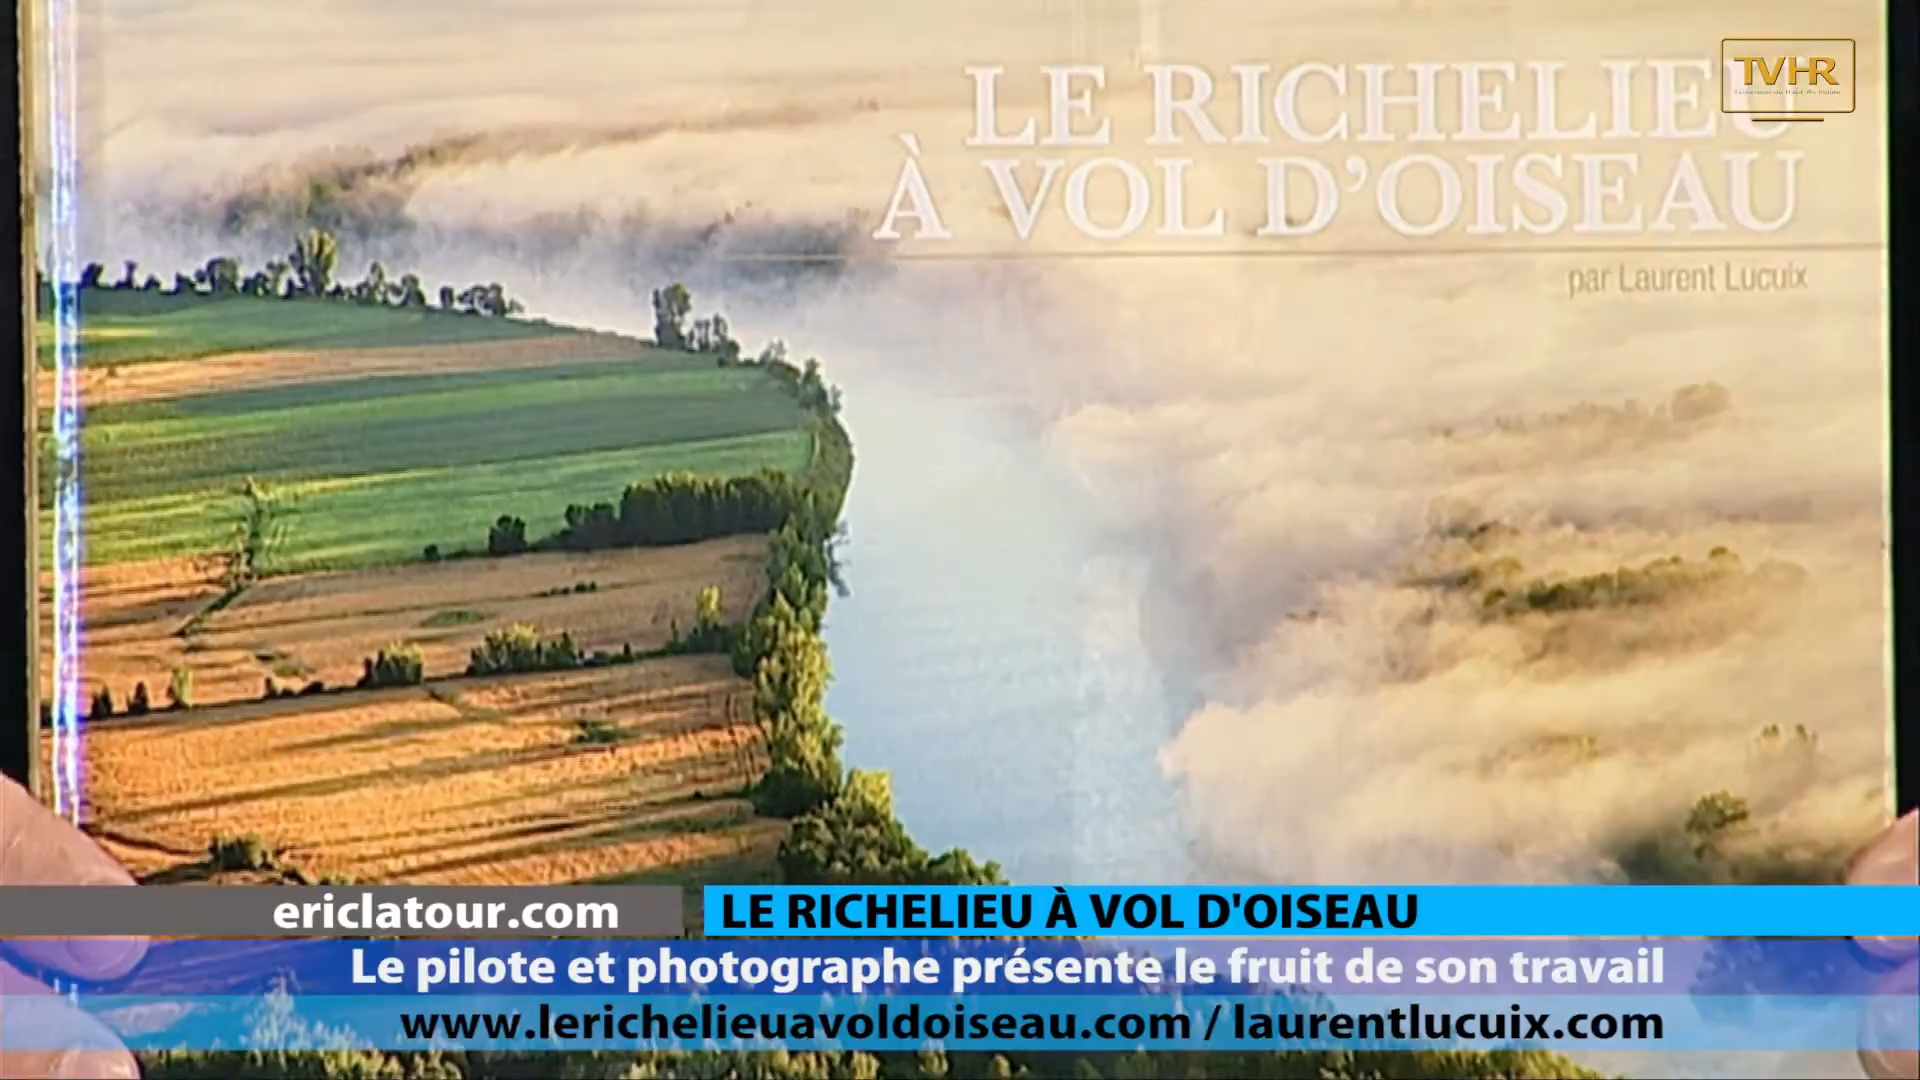 LE RICHELIEU
À VOL D'OISEAU
par Laurent Lucuix
TVHR
ericlatour.com
LE RICHELIEU À VOL D'OISEAU
Le pilote et photographe présente le fruit de son travail
www.lerichelieuavoldoiseau.com / laurentlucuix.com